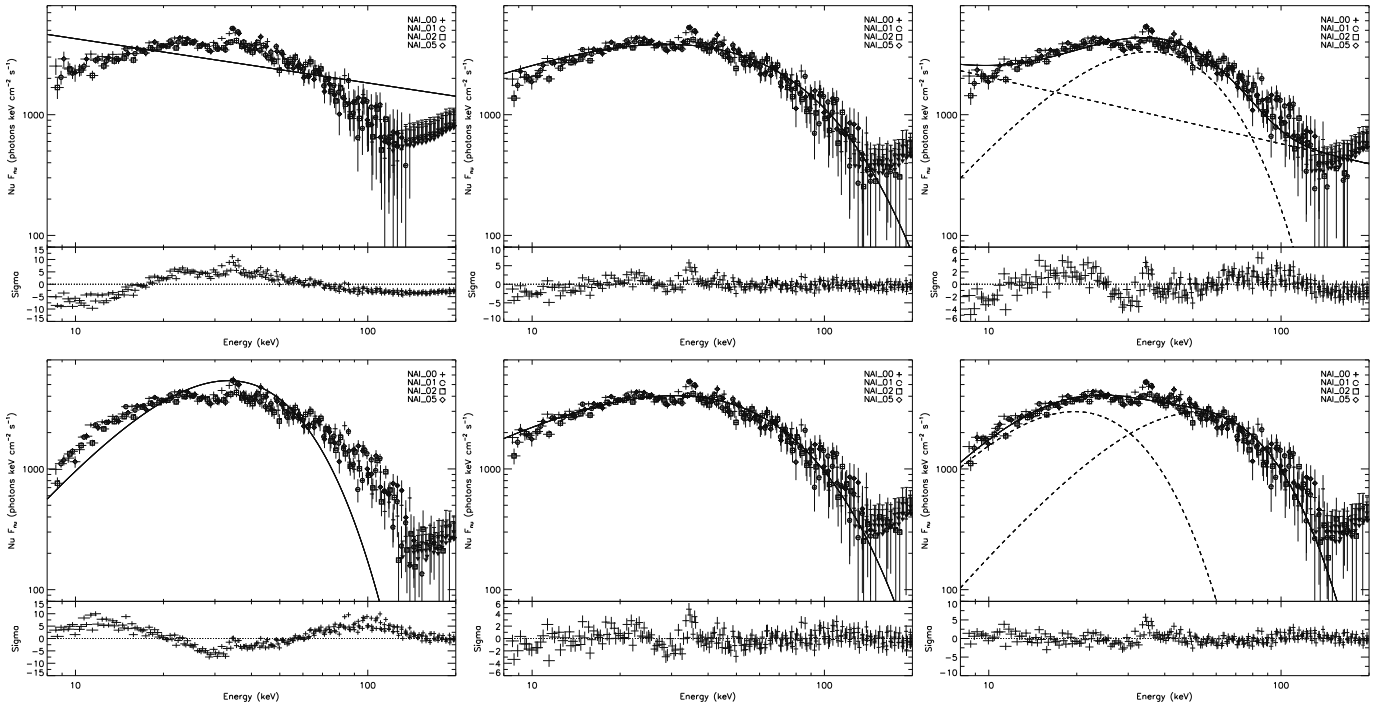 NAI_00 +
NAI_01 ○
NAI_02 □
NAI_05 ◇
Nu Fₙᵤ (photons keV cm⁻² s⁻¹)
1000
100
15
10
5
0
-5
-10
-15
Sigma
10
100
Energy (keV)
NAI_00 +
NAI_01 ○
NAI_02 □
NAI_05 ◇
Nu Fₙᵤ (photons keV cm⁻² s⁻¹)
1000
100
10
5
0
-5
-10
Sigma
10
100
Energy (keV)
NAI_00 +
NAI_01 ○
NAI_02 □
NAI_05 ◇
Nu Fₙᵤ (photons keV cm⁻² s⁻¹)
1000
100
6
4
2
0
-2
-4
-6
Sigma
10
100
Energy (keV)
NAI_00 +
NAI_01 ○
NAI_02 □
NAI_05 ◇
Nu Fₙᵤ (photons keV cm⁻² s⁻¹)
1000
100
15
10
5
0
-5
-10
-15
Sigma
10
100
Energy (keV)
NAI_00 +
NAI_01 ○
NAI_02 □
NAI_05 ◇
Nu Fₙᵤ (photons keV cm⁻² s⁻¹)
1000
100
6
4
2
0
-2
-4
-6
Sigma
10
100
Energy (keV)
NAI_00 +
NAI_01 ○
NAI_02 □
NAI_05 ◇
Nu Fₙᵤ (photons keV cm⁻² s⁻¹)
1000
100
10
5
0
-5
-10
Sigma
10
100
Energy (keV)